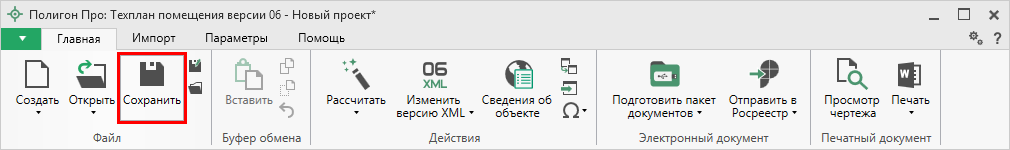 Полигон Про: Техплан помещения версии 06 - Новый проект*
Главная Импорт Параметры Помощь
?
06
XML
W
Создать Открыть Сохранить Вставить Рассчитать Изменить
версию XML Сведения об
объекте Ω Подготовить пакет
документов Отправить в
Росреестр Просмотр
чертежа Печать
Файл Буфер обмена Действия Электронный документ Печатный документ